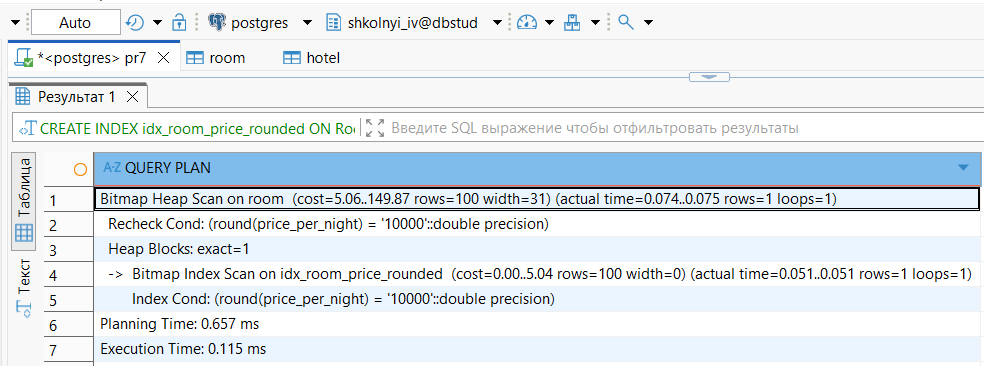 Auto postgres shkolnyi_iv@dbstud
*<postgres> pr7 room hotel
Результат 1
CREATE INDEX idx_room_price_rounded ON Roo Введите SQL выражение чтобы отфильтровать результаты
Таблица
Текст
A-Z QUERY PLAN
1 Bitmap Heap Scan on room (cost=5.06..149.87 rows=100 width=31) (actual time=0.074..0.075 rows=1 loops=1)
2 Recheck Cond: (round(price_per_night) = '10000'::double precision)
3 Heap Blocks: exact=1
4 -> Bitmap Index Scan on idx_room_price_rounded (cost=0.00..5.04 rows=100 width=0) (actual time=0.051..0.051 rows=1 loops=1)
5 Index Cond: (round(price_per_night) = '10000'::double precision)
6 Planning Time: 0.657 ms
7 Execution Time: 0.115 ms